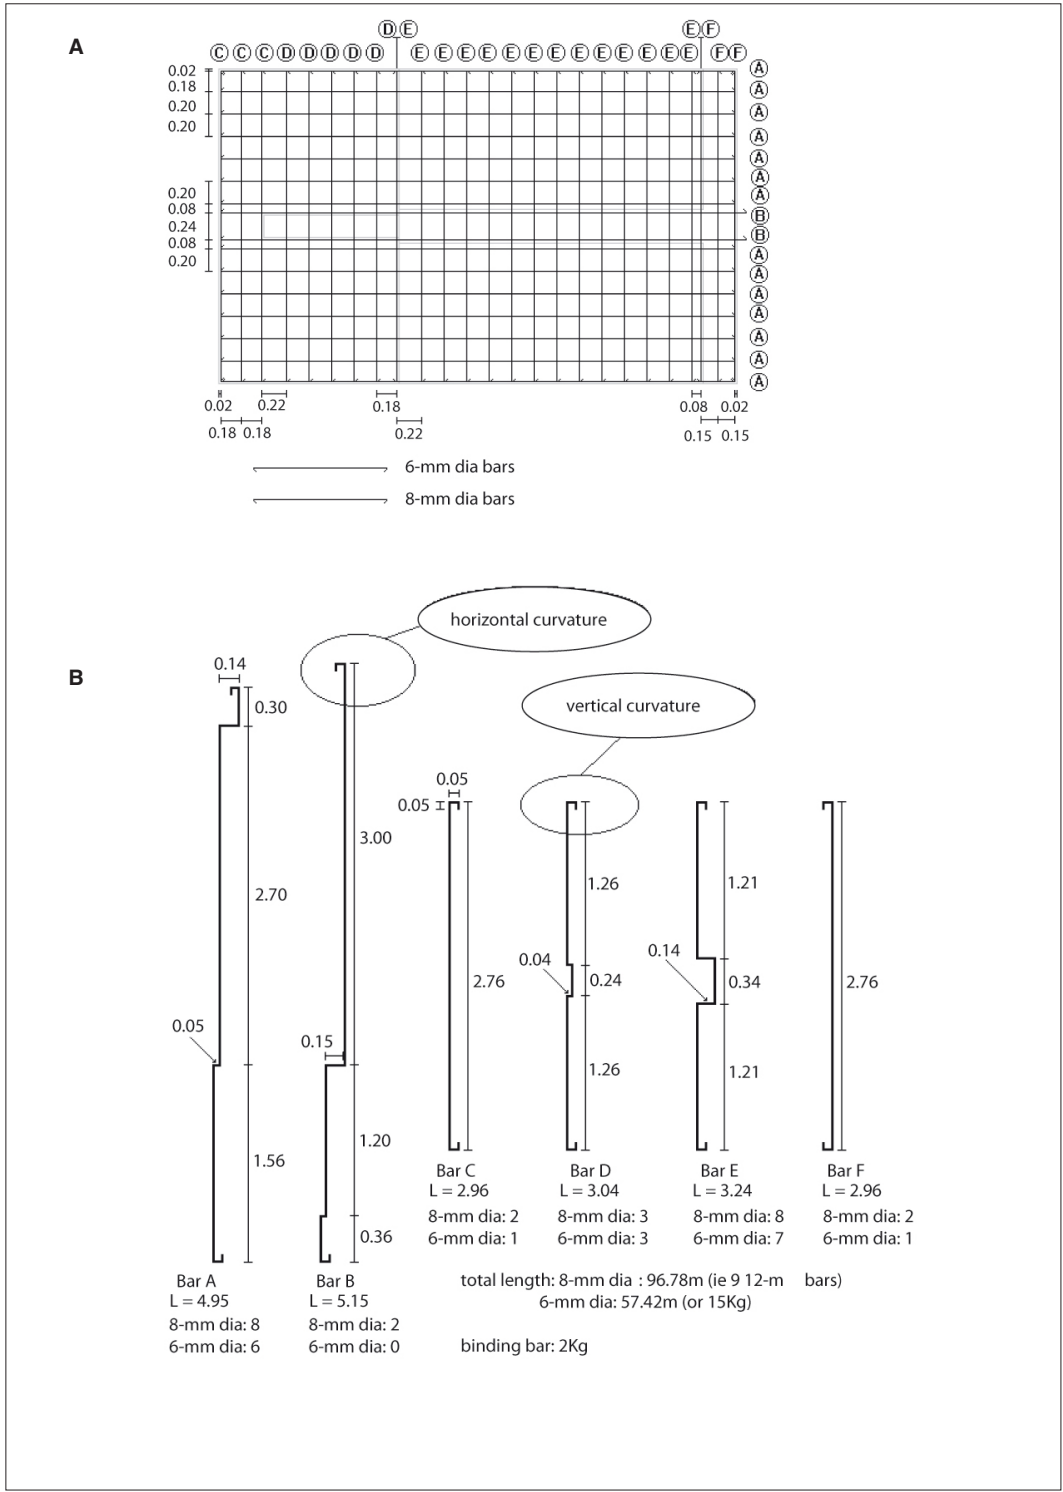 A
D E E F
C C C D D D D D E E E E E E E E E E E E E F F
0.02 A
0.18 A
0.20 A
0.20 A
A
A
0.20 A
0.08 B
0.24 B
0.08 A
0.20 A
A
A
A
A
A
0.02 0.22 0.18 0.08 0.02
0.18 0.18 0.22 0.15 0.15
6-mm dia bars
8-mm dia bars
B
horizontal curvature
vertical curvature
0.14
0.30
2.70
0.05
1.56
3.00
0.15
1.20
0.36
0.05
0.05
2.76
1.26
0.04
0.24
1.26
1.21
0.14
0.34
1.21
2.76
Bar C
L = 2.96
8-mm dia: 2
6-mm dia: 1
Bar D
L = 3.04
8-mm dia: 3
6-mm dia: 3
Bar E
L = 3.24
8-mm dia: 8
6-mm dia: 7
Bar F
L = 2.96
8-mm dia: 2
6-mm dia: 1
Bar A
L = 4.95
8-mm dia: 8
6-mm dia: 6
Bar B
L = 5.15
8-mm dia: 2
6-mm dia: 0
total length: 8-mm dia : 96.78m (ie 9 12-m bars)
6-mm dia: 57.42m (or 15Kg)
binding bar: 2Kg